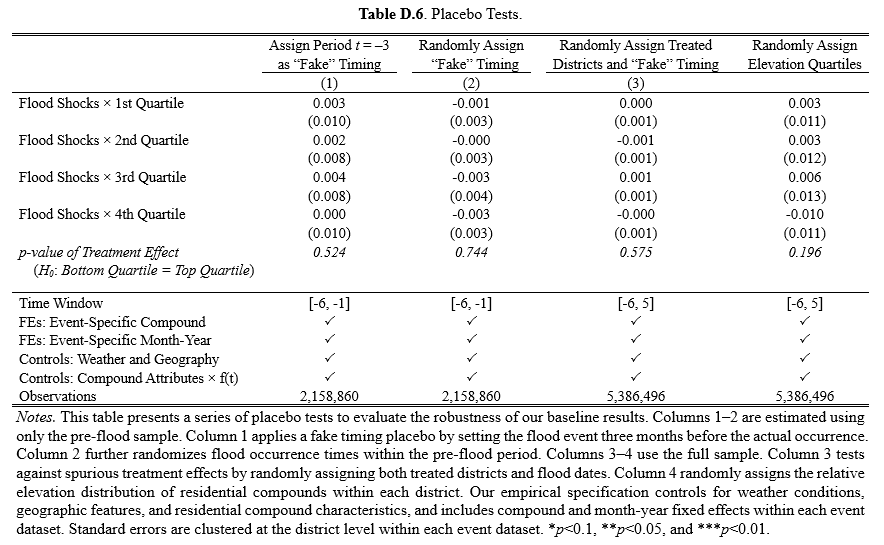 Table D.6. Placebo Tests.
Assign Period t = –3 as “Fake” Timing Randomly Assign “Fake” Timing Randomly Assign Treated Districts and “Fake” Timing Randomly Assign Elevation Quartiles
(1) (2) (3)
Flood Shocks × 1st Quartile 0.003 -0.001 0.000 0.003
(0.010) (0.003) (0.001) (0.011)
Flood Shocks × 2nd Quartile 0.002 -0.000 -0.001 0.003
(0.008) (0.003) (0.001) (0.012)
Flood Shocks × 3rd Quartile 0.004 -0.003 0.001 0.006
(0.008) (0.004) (0.001) (0.013)
Flood Shocks × 4th Quartile 0.000 -0.003 -0.000 -0.010
(0.010) (0.003) (0.001) (0.011)
p-value of Treatment Effect 0.524 0.744 0.575 0.196
(H0: Bottom Quartile = Top Quartile)
Time Window [-6, -1] [-6, -1] [-6, 5] [-6, 5]
FEs: Event-Specific Compound ✓ ✓ ✓ ✓
FEs: Event-Specific Month-Year ✓ ✓ ✓ ✓
Controls: Weather and Geography ✓ ✓ ✓ ✓
Controls: Compound Attributes × f(t) ✓ ✓ ✓ ✓
Observations 2,158,860 2,158,860 5,386,496 5,386,496
Notes. This table presents a series of placebo tests to evaluate the robustness of our baseline results. Columns 1–2 are estimated using
only the pre-flood sample. Column 1 applies a fake timing placebo by setting the flood event three months before the actual occurrence.
Column 2 further randomizes flood occurrence times within the pre-flood period. Columns 3–4 use the full sample. Column 3 tests
against spurious treatment effects by randomly assigning both treated districts and flood dates. Column 4 randomly assigns the relative
elevation distribution of residential compounds within each district. Our empirical specification controls for weather conditions,
geographic features, and residential compound characteristics, and includes compound and month-year fixed effects within each event
dataset. Standard errors are clustered at the district level within each event dataset. *p<0.1, **p<0.05, and ***p<0.01.